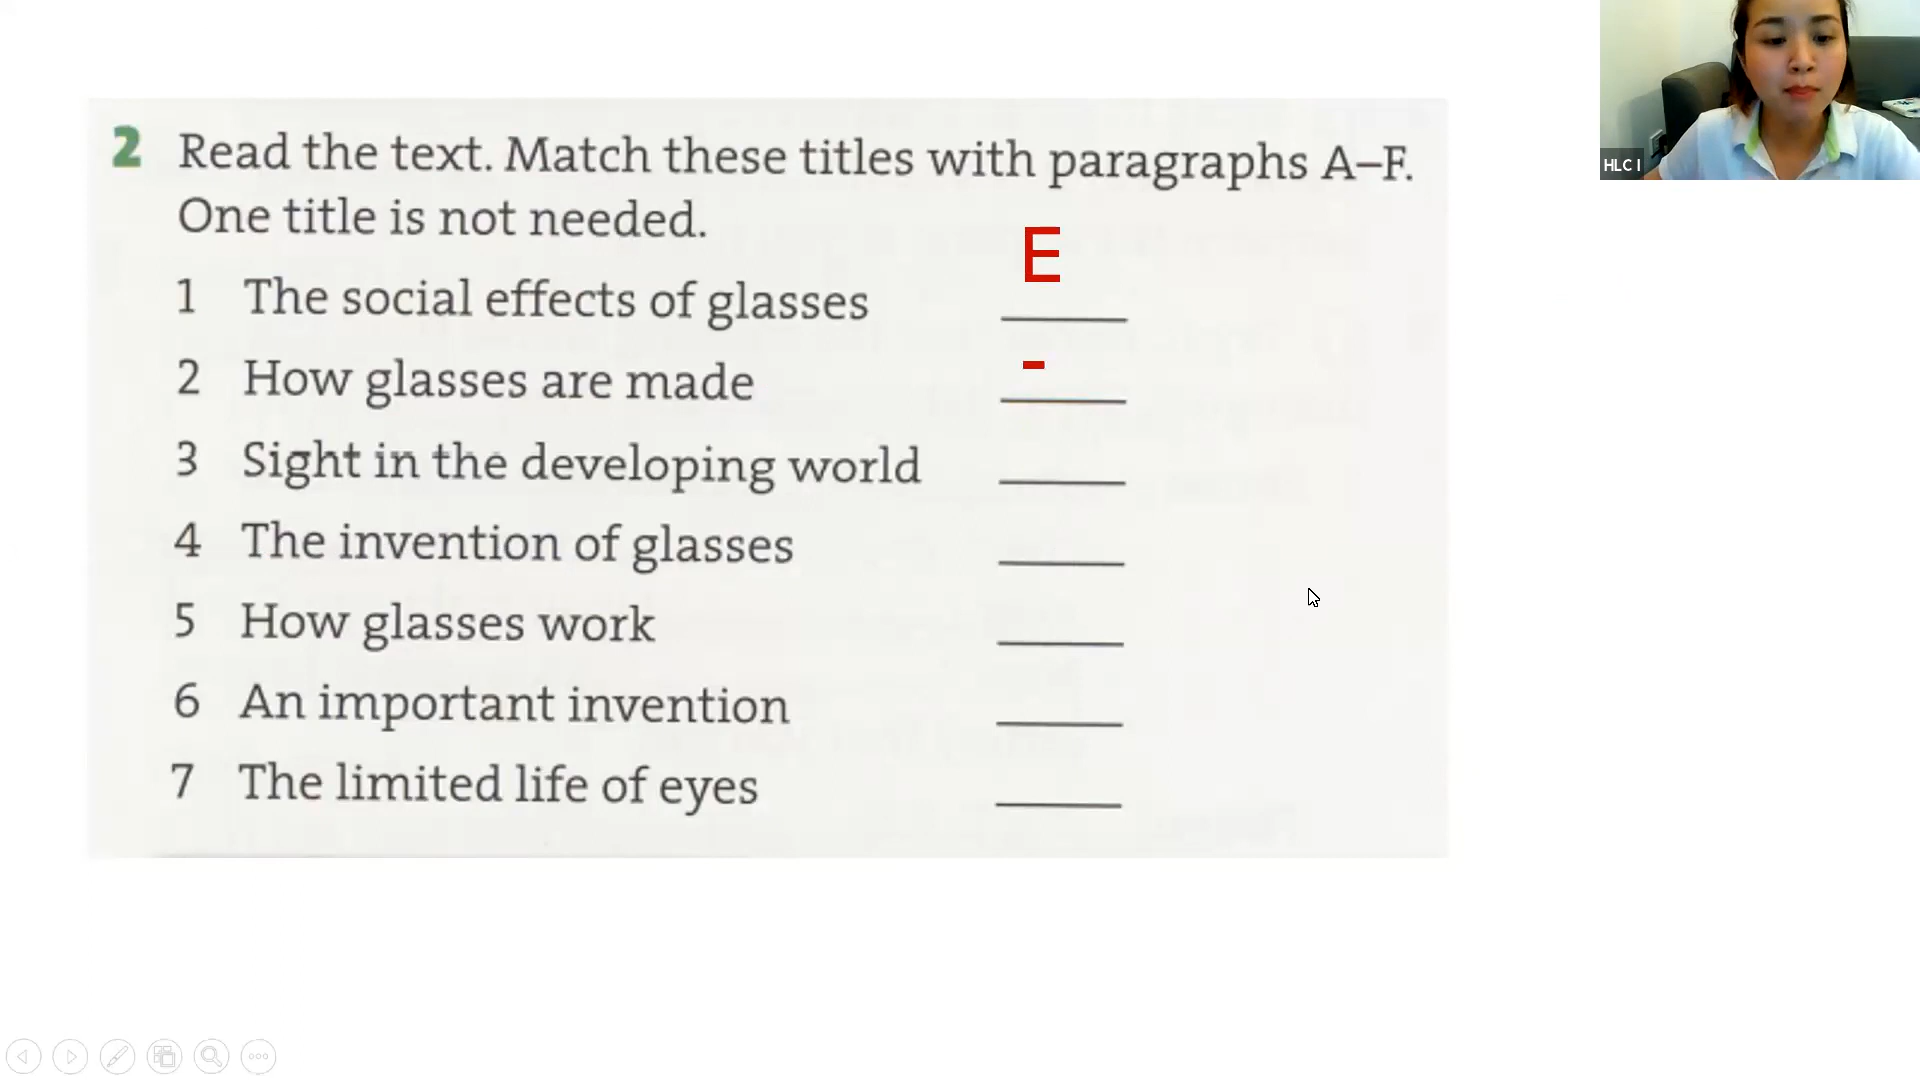 2 Read the text. Match these titles with paragraphs A–F.
One title is not needed.
E
1 The social effects of glasses
-
2 How glasses are made
3 Sight in the developing world
4 The invention of glasses
5 How glasses work
6 An important invention
7 The limited life of eyes
HLC I